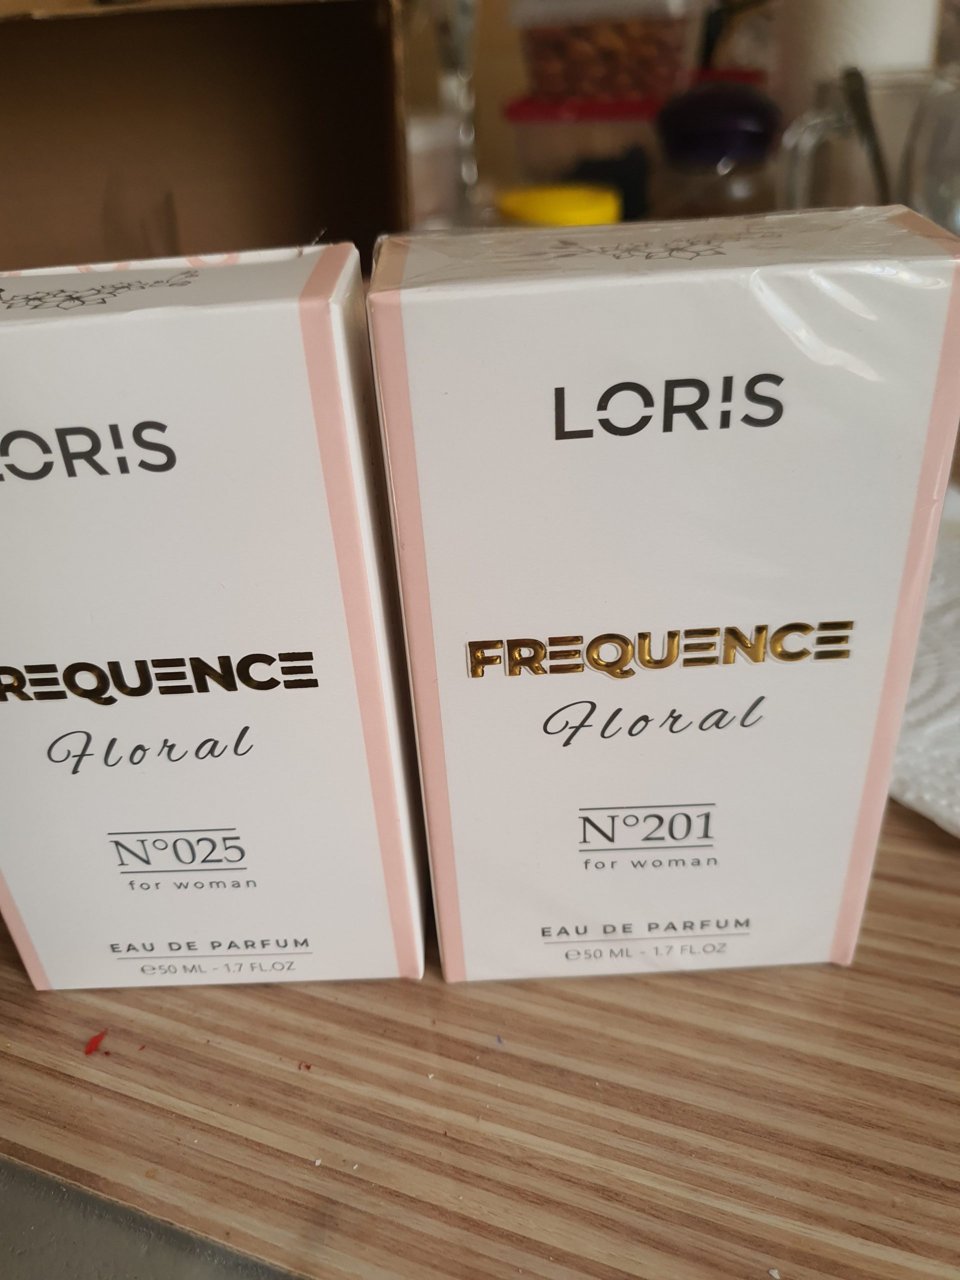 ORIS
REQUENCE
Floral
N°025
for woman
EAU DE PARFUM
℮50 ML - 1.7 FL.OZ
LORIS
FREQUENCE
Floral
N°201
for woman
EAU DE PARFUM
℮50 ML - 1.7 FL.OZ